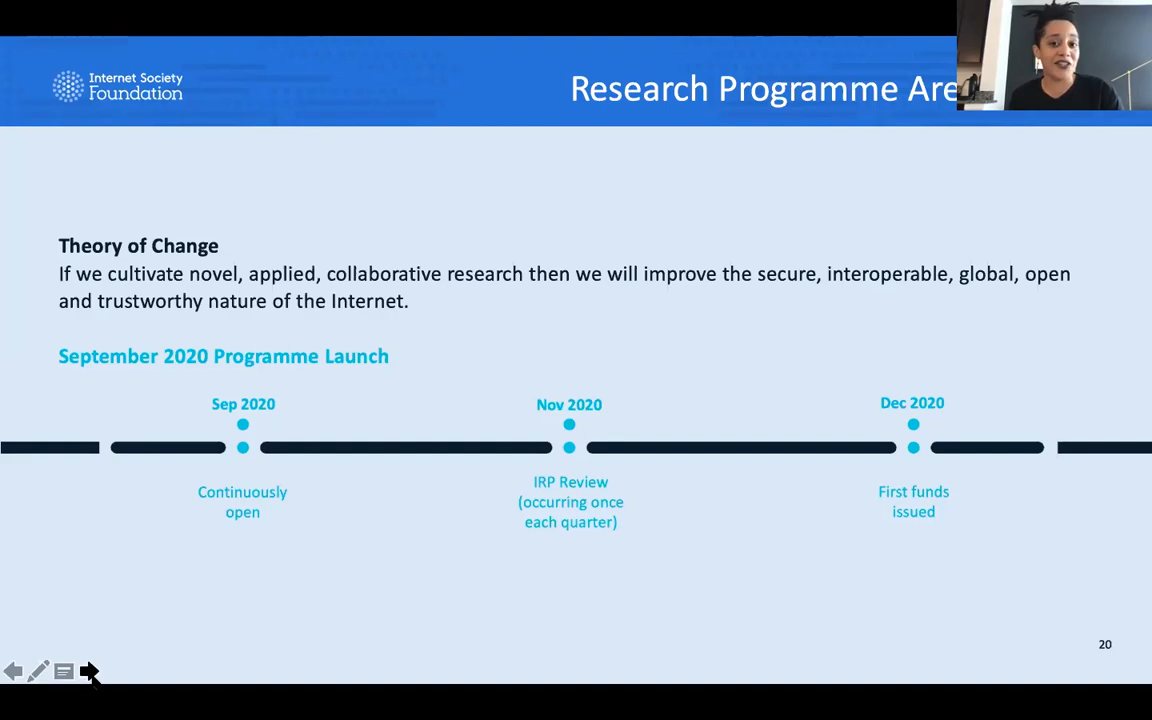 Internet Society
Foundation
Research Programme
Theory of Change
If we cultivate novel, applied, collaborative research then we will improve the secure, interoperable, global, open
and trustworthy nature of the Internet.
September 2020 Programme Launch
Sep 2020
Nov 2020
Dec 2020
Continuously
open
IRP Review
(occurring once
each quarter)
First funds
issued
20